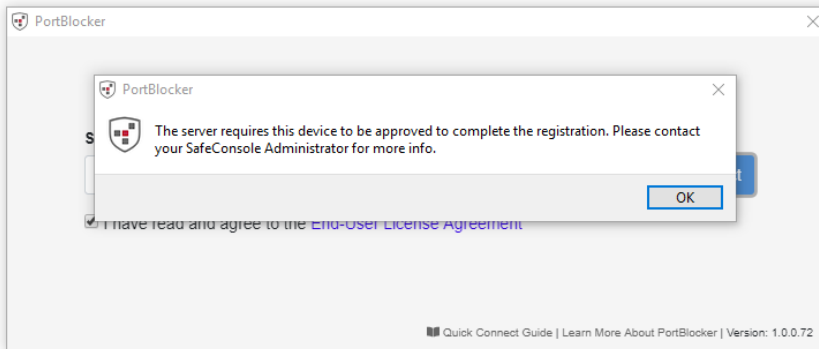 PortBlocker
PortBlocker
The server requires this device to be approved to complete the registration. Please contact
your SafeConsole Administrator for more info.
S
t
OK
I have read and agree to the End-User License Agreement
Quick Connect Guide | Learn More About PortBlocker | Version: 1.0.0.72